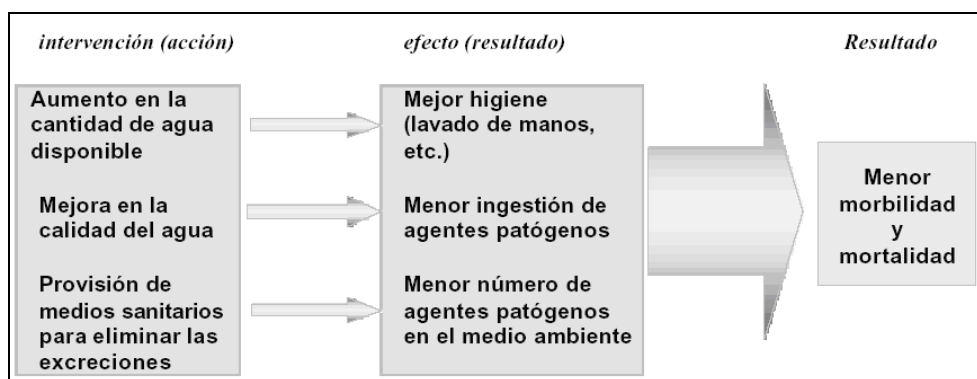 intervención (acción)
efecto (resultado)
Resultado
Aumento en la
cantidad de agua
disponible
Mejora en la
calidad del agua
Provisión de
medios sanitarios
para eliminar las
excreciones
Mejor higiene
(lavado de manos,
etc.)
Menor ingestión de
agentes patógenos
Menor número de
agentes patógenos
en el medio ambiente
Menor
morbilidad
y
mortalidad